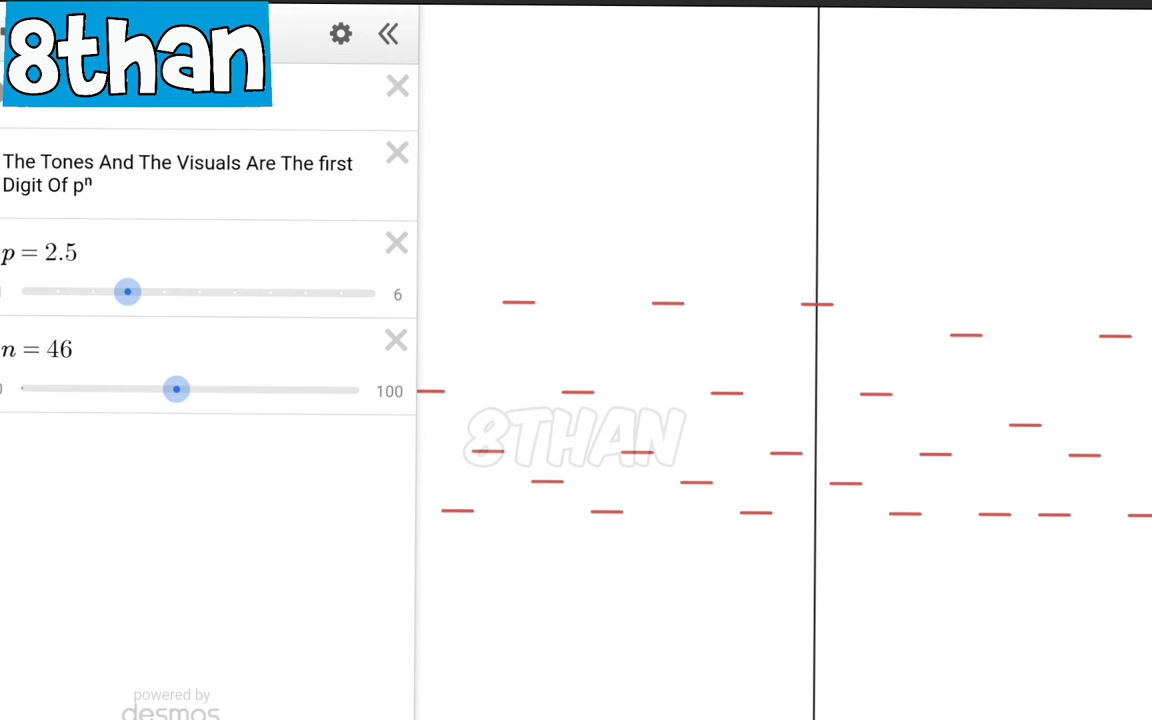 8than
The Tones And The Visuals Are The first
Digit Of pⁿ
p = 2.5
6
n = 46
100
8THAN
powered by
desmos